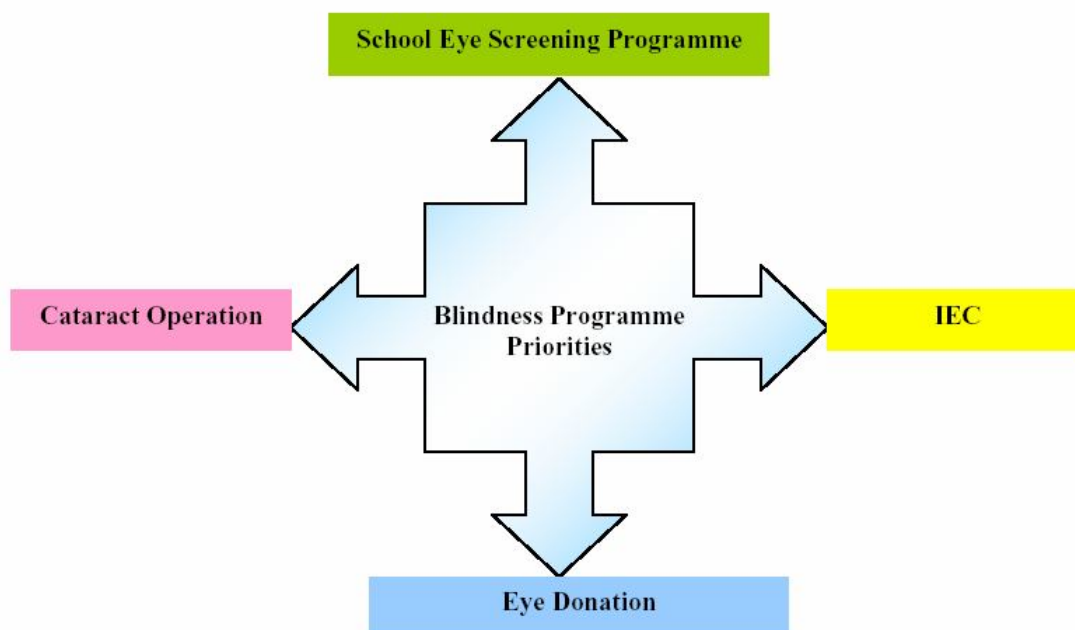 School Eye Screening Programme
Cataract Operation
Blindness Programme
Priorities
IEC
Eye Donation